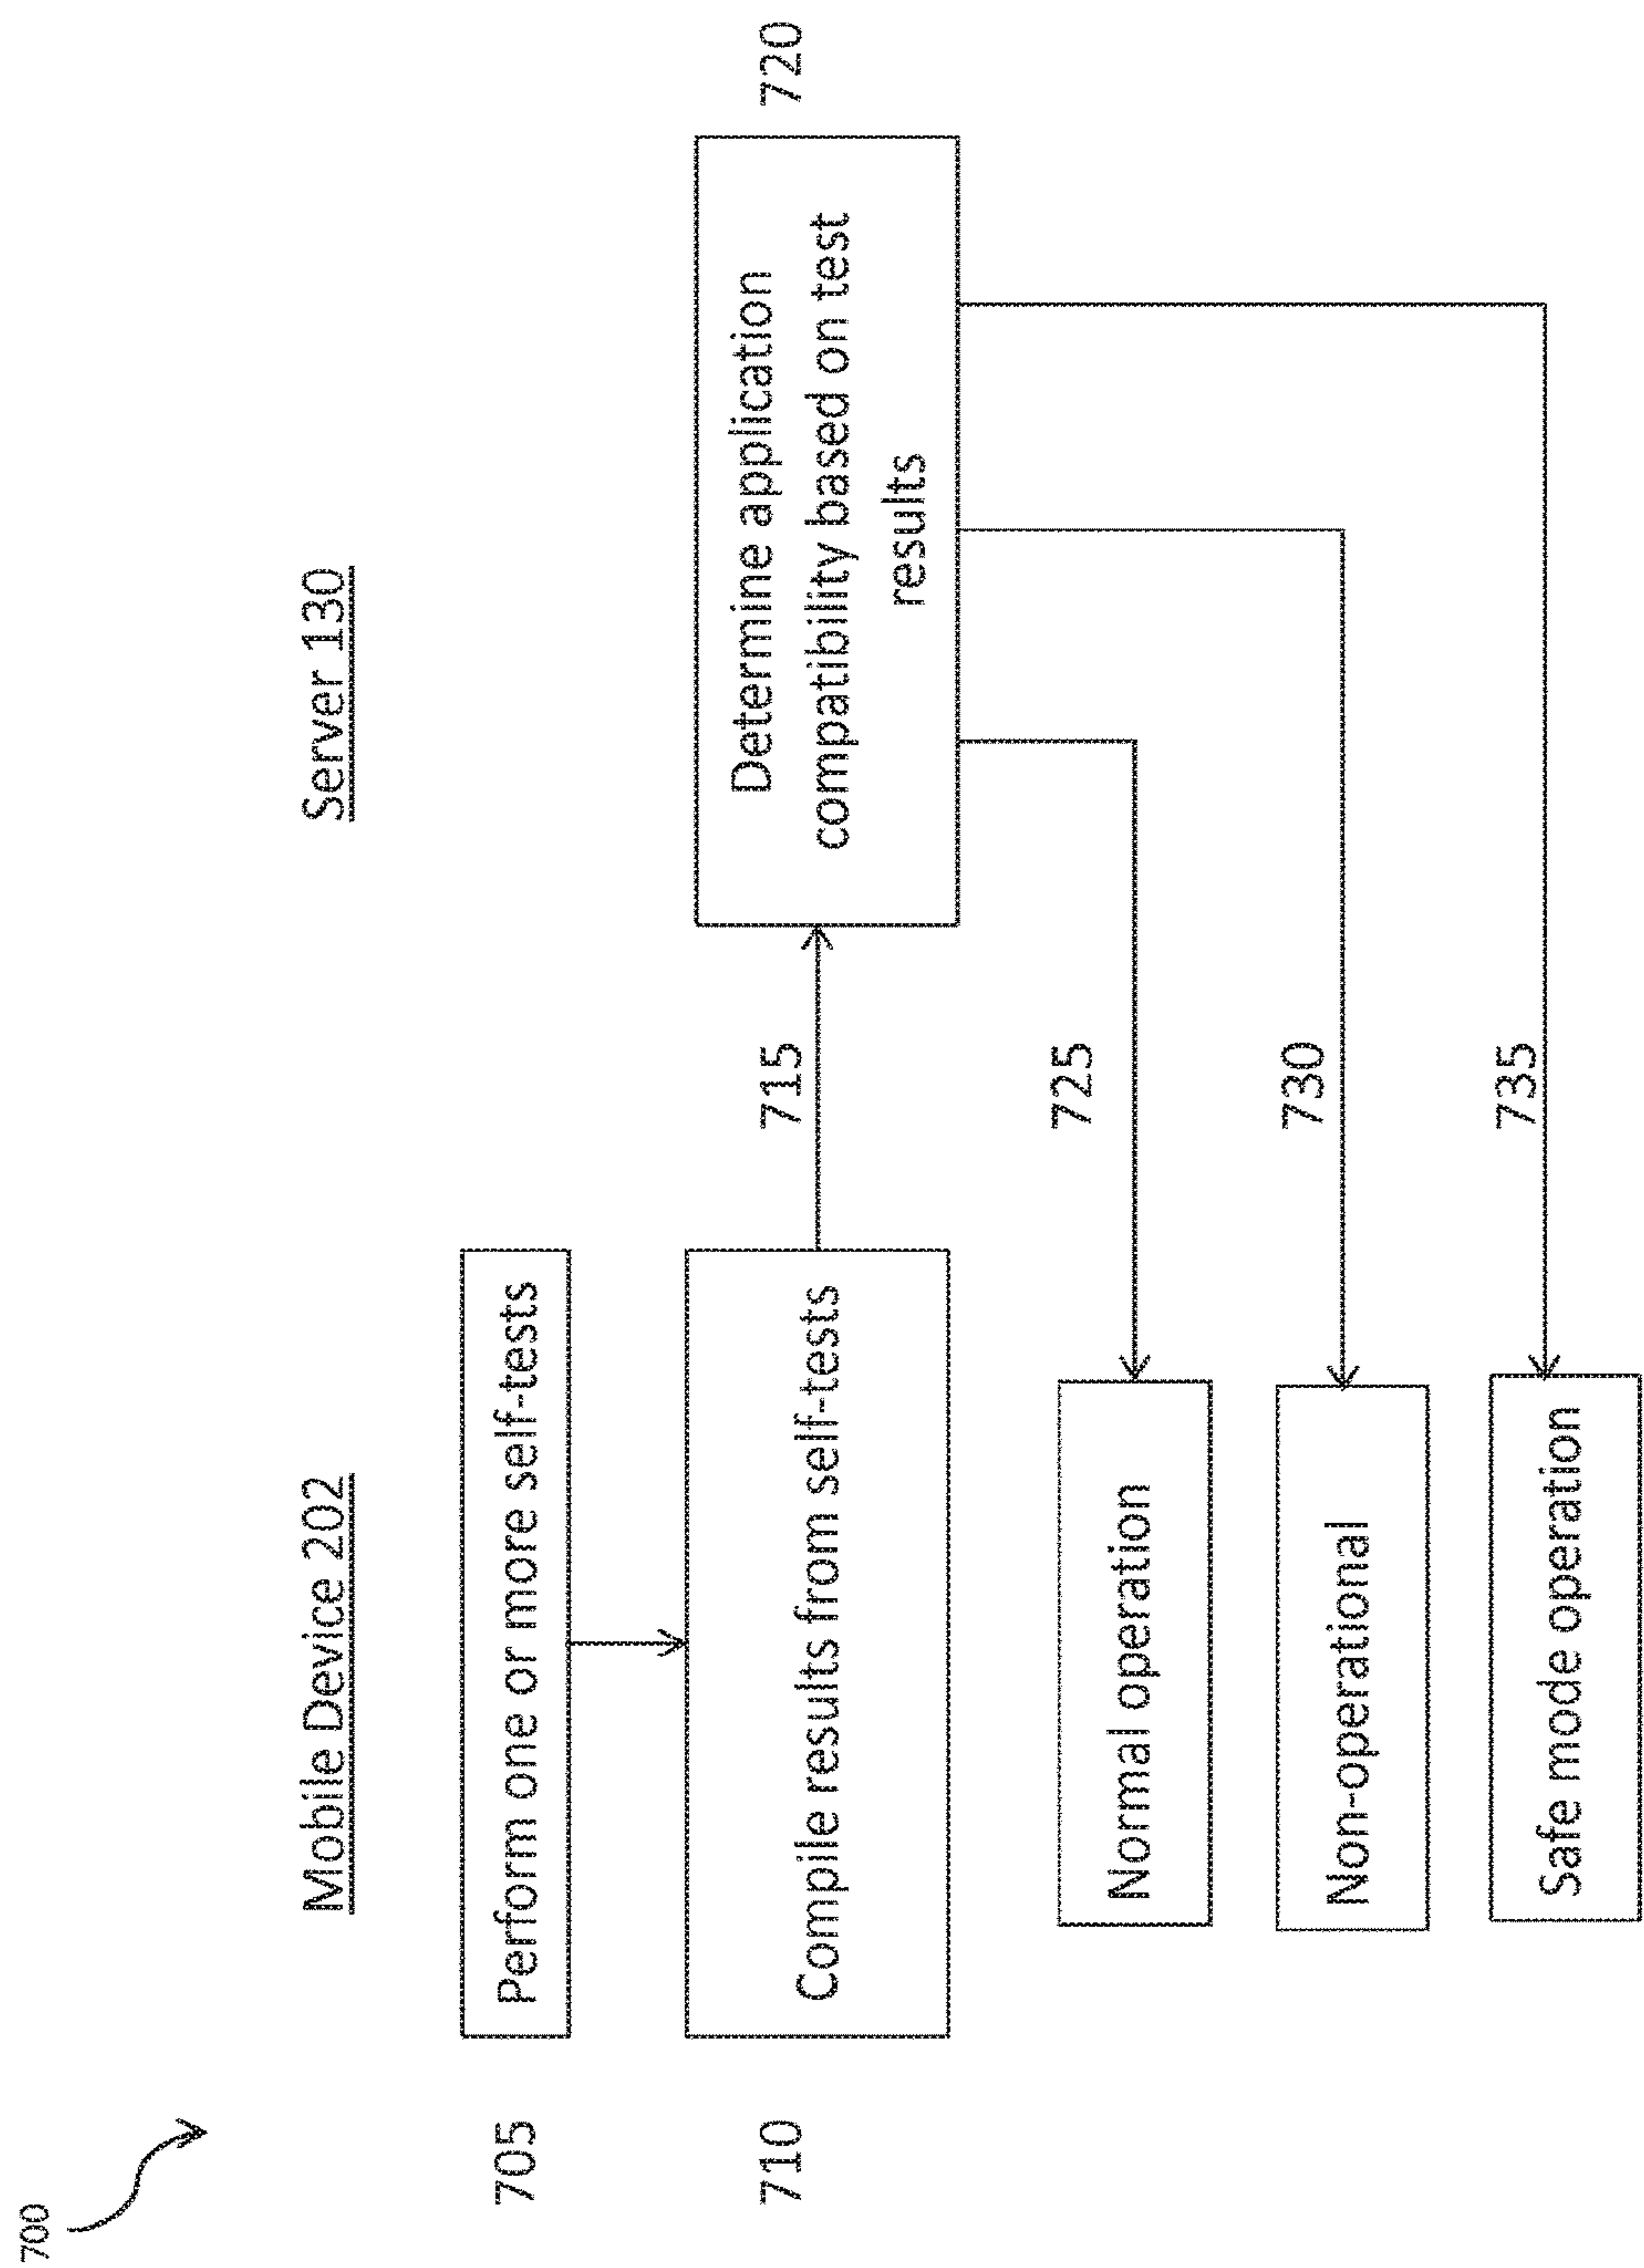 700
Mobile Device 202
Server 130
705
Perform one or more self-tests
710
Compile results from self-tests
715
Determine application
compatibility based on test
results
720
725
Normal operation
730
Non-operational
735
Safe mode operation